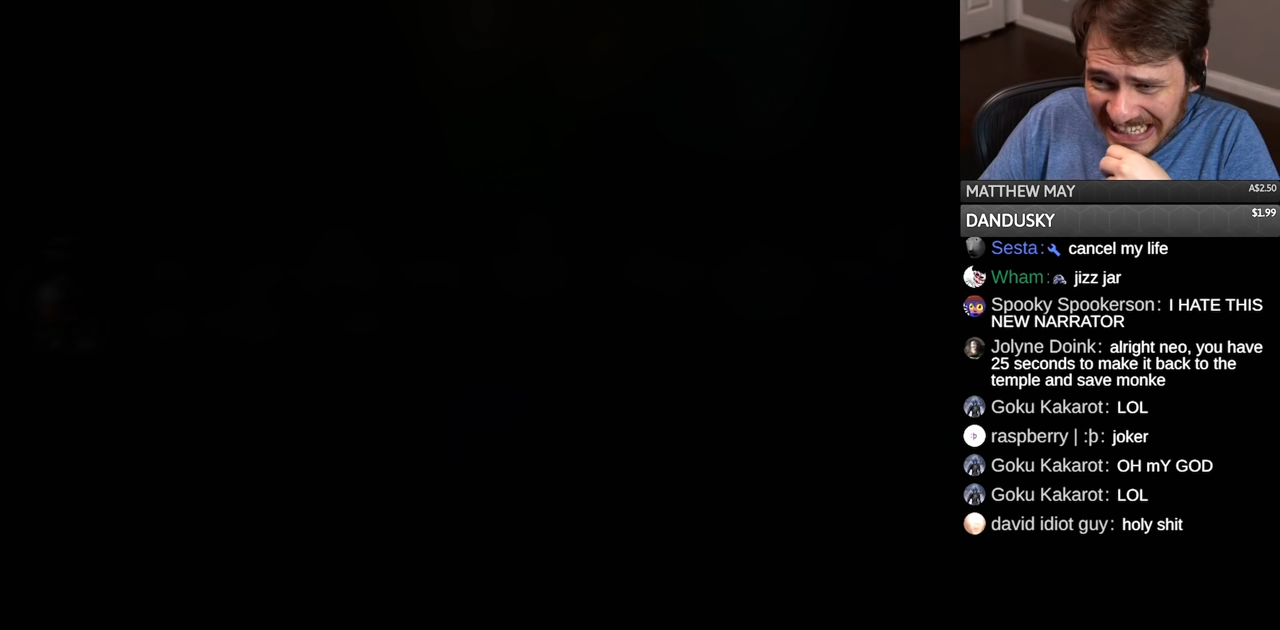 MATTHEW MAY A$2.50
DANDUSKY $1.99
Sesta: cancel my life
Wham: jizz jar
Spooky Spookerson: I HATE THIS
NEW NARRATOR
Jolyne Doink: alright neo, you have
25 seconds to make it back to the
temple and save monke
Goku Kakarot: LOL
raspberry | :þ: joker
Goku Kakarot: OH mY GOD
Goku Kakarot: LOL
david idiot guy: holy shit